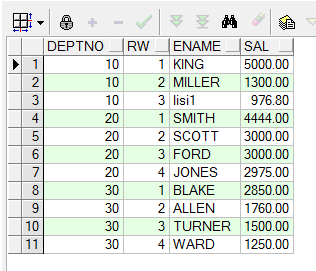 DEPTNO RW ENAME SAL
1 10 1 KING 5000.00
2 10 2 MILLER 1300.00
3 10 3 lisi1 976.80
4 20 1 SMITH 4444.00
5 20 2 SCOTT 3000.00
6 20 3 FORD 3000.00
7 20 4 JONES 2975.00
8 30 1 BLAKE 2850.00
9 30 2 ALLEN 1760.00
10 30 3 TURNER 1500.00
11 30 4 WARD 1250.00